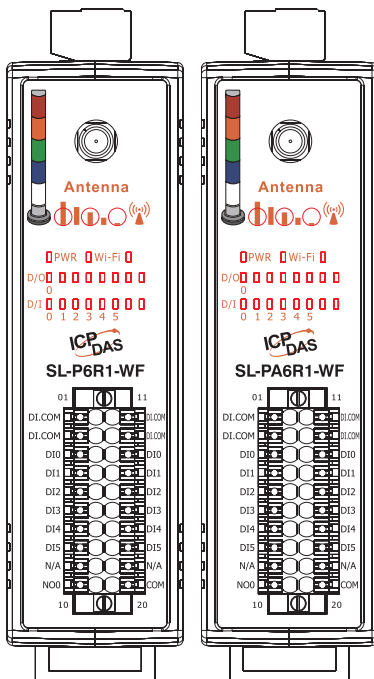 Antenna
PWR Wi-Fi
D/O
0
D/I
0 1 2 3 4 5
ICP DAS
SL-P6R1-WF
01 11
DI.COM DI.COM
DI.COM DI.COM
DI0 DI0
DI1 DI1
DI2 DI2
DI3 DI3
DI4 DI4
DI5 DI5
N/A N/A
NO0 COM
10 20
Antenna
PWR Wi-Fi
D/O
0
D/I
0 1 2 3 4 5
ICP DAS
SL-PA6R1-WF
01 11
DI.COM DI.COM
DI.COM DI.COM
DI0 DI0
DI1 DI1
DI2 DI2
DI3 DI3
DI4 DI4
DI5 DI5
N/A N/A
NO0 COM
10 20